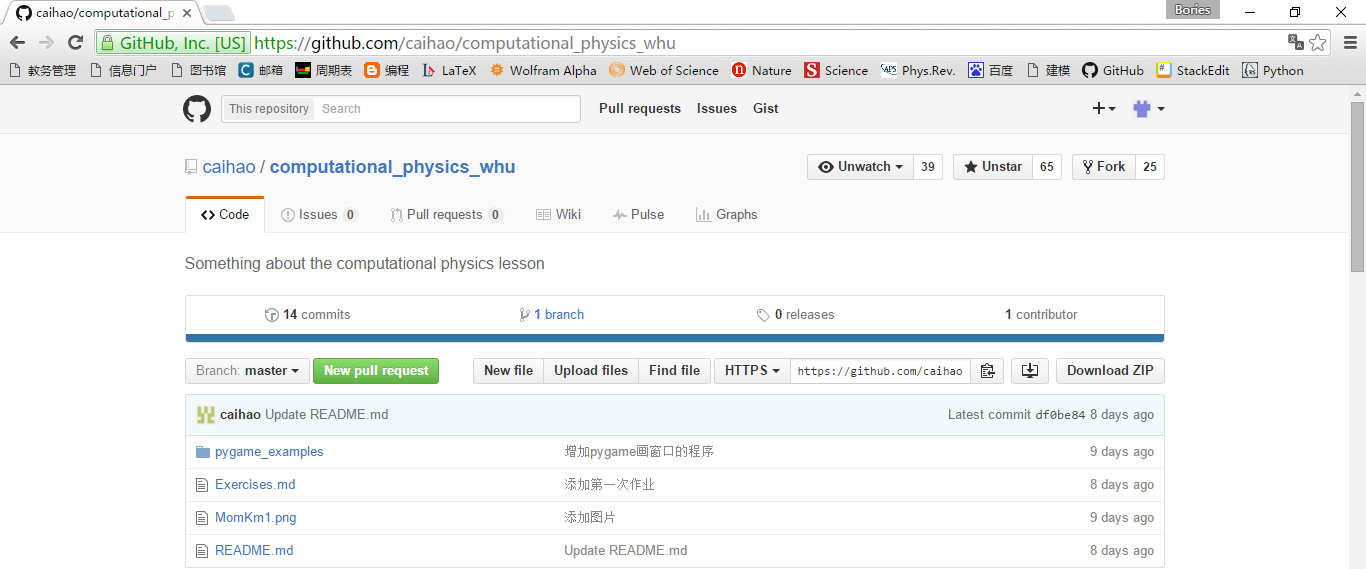 caihao/computational_p
Bories
GitHub, Inc. [US] https://github.com/caihao/computational_physics_whu
教务管理 信息门户 图书馆 邮箱 周期表 编程 LaTeX Wolfram Alpha Web of Science Nature Science Phys.Rev. 百度 建模 GitHub StackEdit Python
This repository Search Pull requests Issues Gist
caihao / computational_physics_whu Unwatch 39 Unstar 65 Fork 25
Code Issues 0 Pull requests 0 Wiki Pulse Graphs
Something about the computational physics lesson
14 commits 1 branch 0 releases 1 contributor
Branch: master New pull request New file Upload files Find file HTTPS https://github.com/caihao Download ZIP
caihao Update README.md Latest commit df0be84 8 days ago
pygame_examples 增加pygame画窗口的程序 9 days ago
Exercises.md 添加第一次作业 8 days ago
MomKm1.png 添加图片 9 days ago
README.md Update README.md 8 days ago